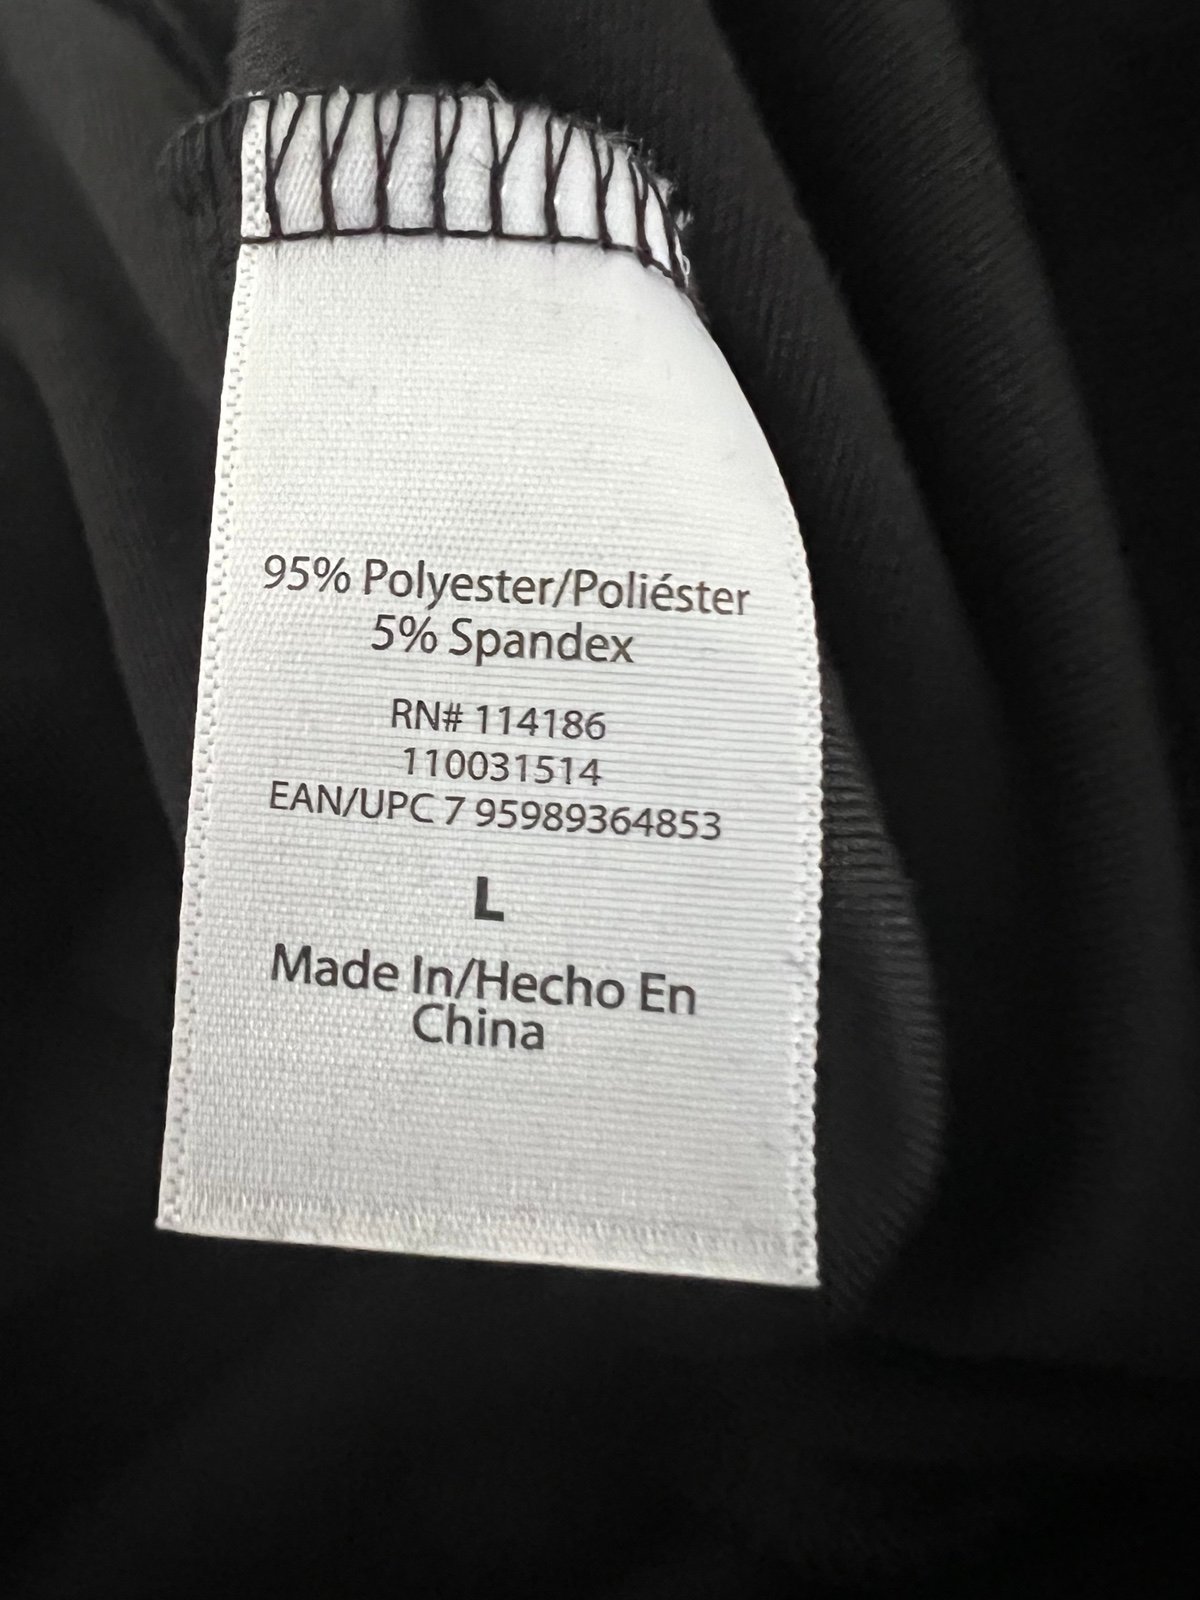 95% Polyester/Poliéster
5% Spandex
RN# 114186
110031514
EAN/UPC 7 95989364853
L
Made In/Hecho En
China